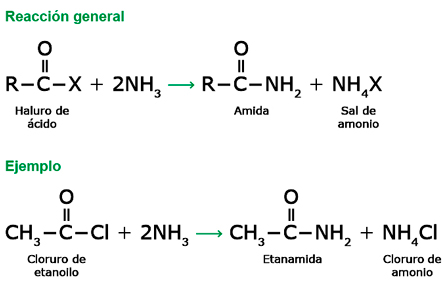 Reacción general
O
R–C–X + 2NH₃ ⟶ R–C–NH₂ + NH₄X
O
Haluro de ácido
Amida
Sal de amonio
Ejemplo
O
CH₃–C–Cl + 2NH₃ ⟶ CH₃–C–NH₂ + NH₄Cl
O
Cloruro de etanoilo
Etanamida
Cloruro de amonio